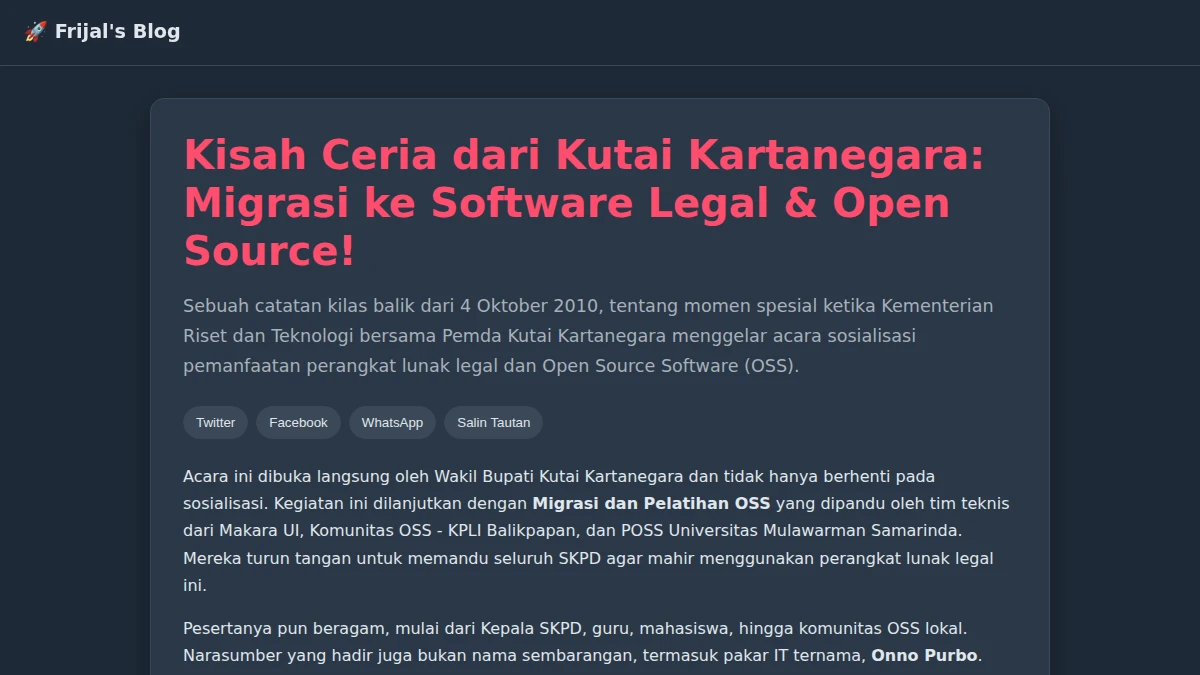 🚀 Frijal's Blog
Kisah Ceria dari Kutai Kartanegara:
Migrasi ke Software Legal & Open
Source!
Sebuah catatan kilas balik dari 4 Oktober 2010, tentang momen spesial ketika Kementerian
Riset dan Teknologi bersama Pemda Kutai Kartanegara menggelar acara sosialisasi
pemanfaatan perangkat lunak legal dan Open Source Software (OSS).
Twitter Facebook WhatsApp Salin Tautan
Acara ini dibuka langsung oleh Wakil Bupati Kutai Kartanegara dan tidak hanya berhenti pada
sosialisasi. Kegiatan ini dilanjutkan dengan Migrasi dan Pelatihan OSS yang dipandu oleh tim teknis
dari Makara UI, Komunitas OSS - KPLI Balikpapan, dan POSS Universitas Mulawarman Samarinda.
Mereka turun tangan untuk memandu seluruh SKPD agar mahir menggunakan perangkat lunak legal
ini.
Pesertanya pun beragam, mulai dari Kepala SKPD, guru, mahasiswa, hingga komunitas OSS lokal.
Narasumber yang hadir juga bukan nama sembarangan, termasuk pakar IT ternama, Onno Purbo.